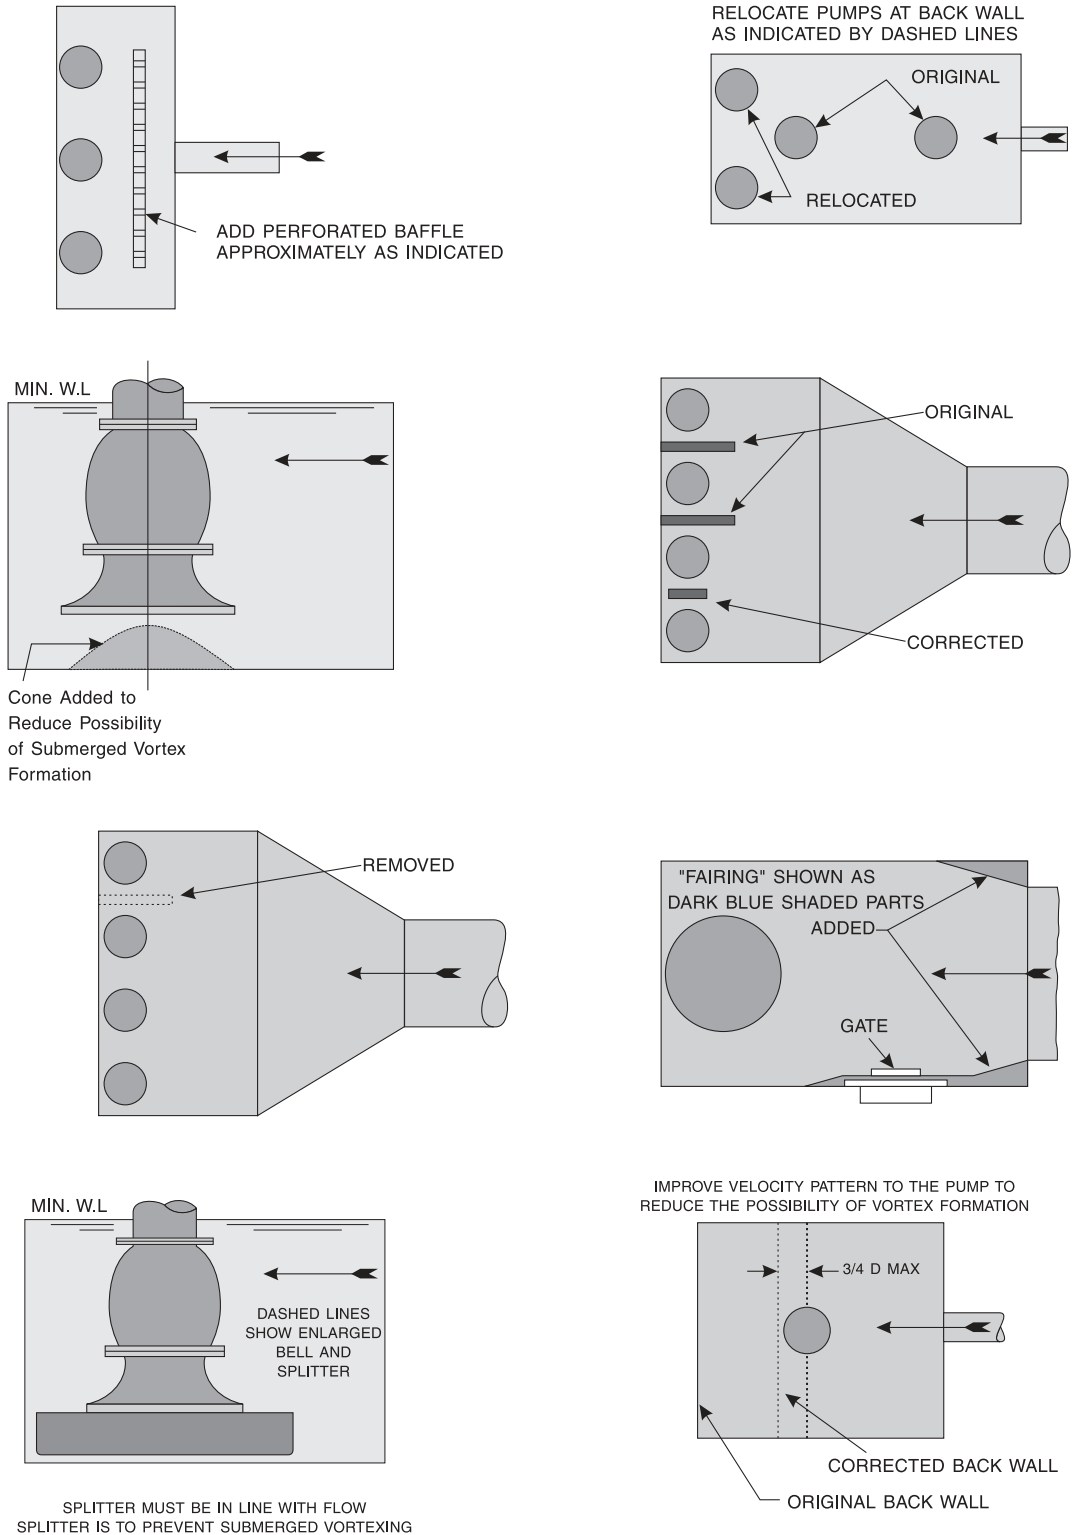 ADD PERFORATED BAFFLE
APPROXIMATELY AS INDICATED
RELOCATE PUMPS AT BACK WALL
AS INDICATED BY DASHED LINES
ORIGINAL
RELOCATED
MIN. W.L
Cone Added to
Reduce Possibility
of Submerged Vortex
Formation
ORIGINAL
CORRECTED
REMOVED
"FAIRING" SHOWN AS
DARK BLUE SHADED PARTS
ADDED
GATE
MIN. W.L
DASHED LINES
SHOW ENLARGED
BELL AND
SPLITTER
SPLITTER MUST BE IN LINE WITH FLOW
SPLITTER IS TO PREVENT SUBMERGED VORTEXING
IMPROVE VELOCITY PATTERN TO THE PUMP TO
REDUCE THE POSSIBILITY OF VORTEX FORMATION
3/4 D MAX
CORRECTED BACK WALL
ORIGINAL BACK WALL